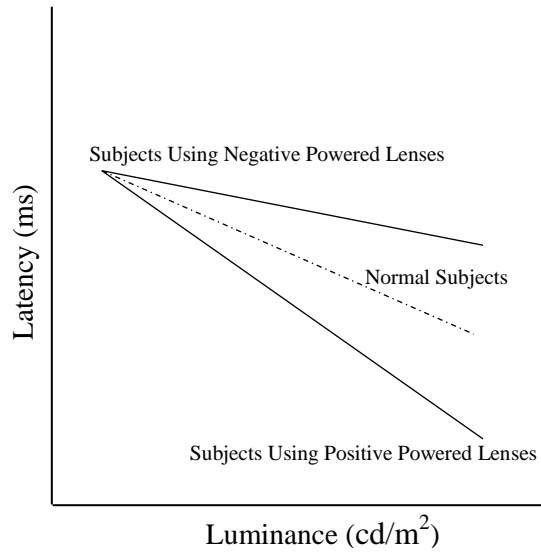 Subjects Using Negative Powered Lenses
Normal Subjects
Subjects Using Positive Powered Lenses
Latency (ms)
Luminance (cd/m²)